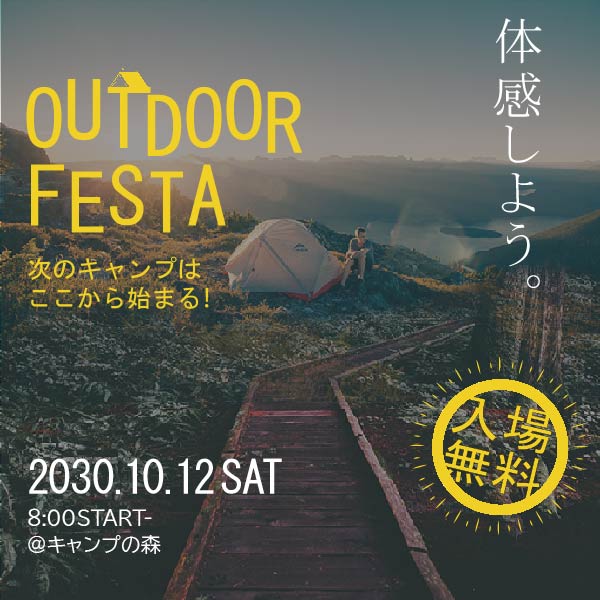 OUTDOOR
FESTA
次のキャンプは
ここから始まる!
体感しよう。
入場
無料
2030.10.12 SAT
8:00START-
@キャンプの森